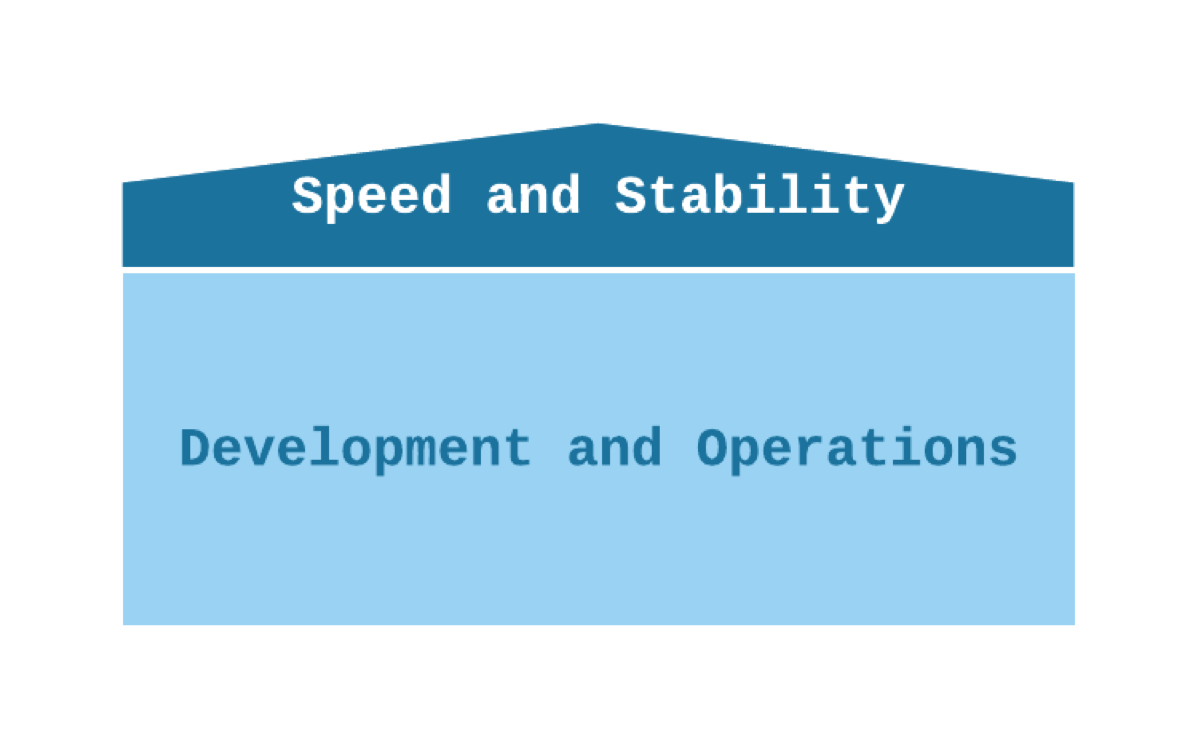 Speed and Stability
Development and Operations